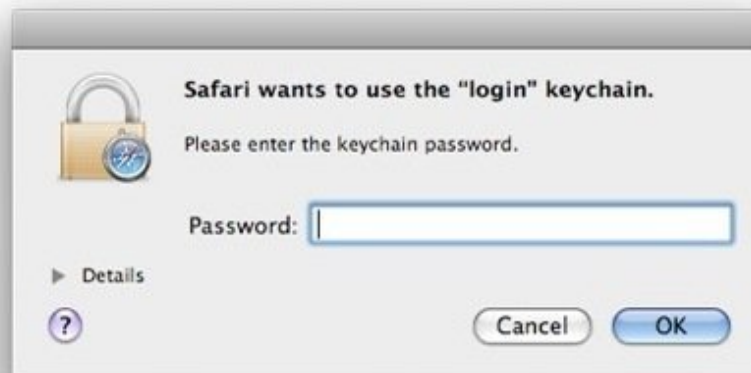 Safari wants to use the “login” keychain.
Please enter the keychain password.
Password:
Details
?
Cancel OK